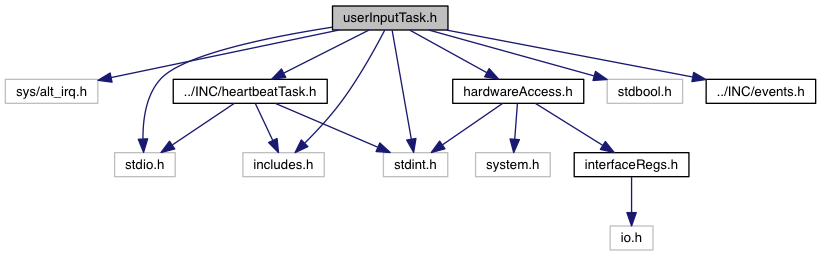 userInputTask.h
sys/alt_irq.h
../INC/heartbeatTask.h
hardwareAccess.h
stdbool.h
../INC/events.h
stdio.h
includes.h
stdint.h
system.h
interfaceRegs.h
io.h